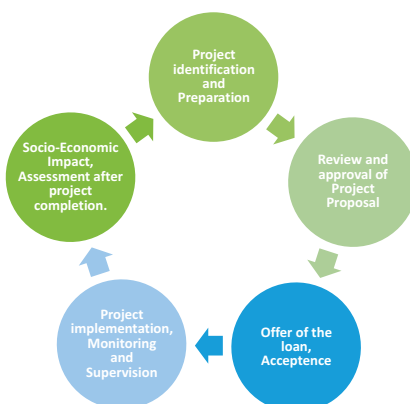 Project
identification
and
Preparation
Review and
approval of
Project
Proposal
Offer of the
loan,
Acceptence
Project
implementation,
Monitoring
and
Supervision
Socio-Economic
Impact,
Assessment after
project
completion.